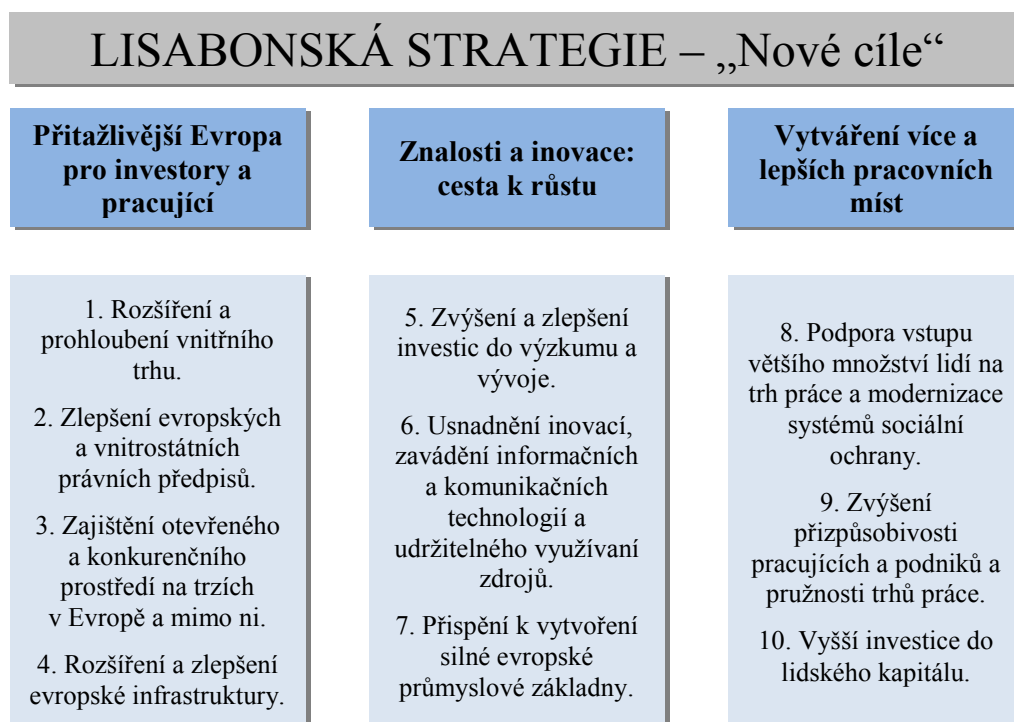 LISABONSKÁ STRATEGIE – „Nové cíle“
Přitažlivější Evropa
pro investory a
pracující
Znalosti a inovace:
cesta k růstu
Vytváření více a
lepších pracovních
míst
1. Rozšíření a
prohloubení vnitřního
trhu.
2. Zlepšení evropských
a vnitrostátních
právních předpisů.
3. Zajištění otevřeného
a konkurenčního
prostředí na trzích
v Evropě a mimo ni.
4. Rozšíření a zlepšení
evropské infrastruktury.
5. Zvýšení a zlepšení
investic do výzkumu a
vývoje.
6. Usnadnění inovací,
zavádění informačních
a komunikačních
technologií a
udržitelného využívaní
zdrojů.
7. Přispění k vytvoření
silné evropské
průmyslové základny.
8. Podpora vstupu
většího množství lidí na
trh práce a modernizace
systémů sociální
ochrany.
9. Zvýšení
přizpůsobivosti
pracujících a podniků a
pružnosti trhů práce.
10. Vyšší investice do
lidského kapitálu.